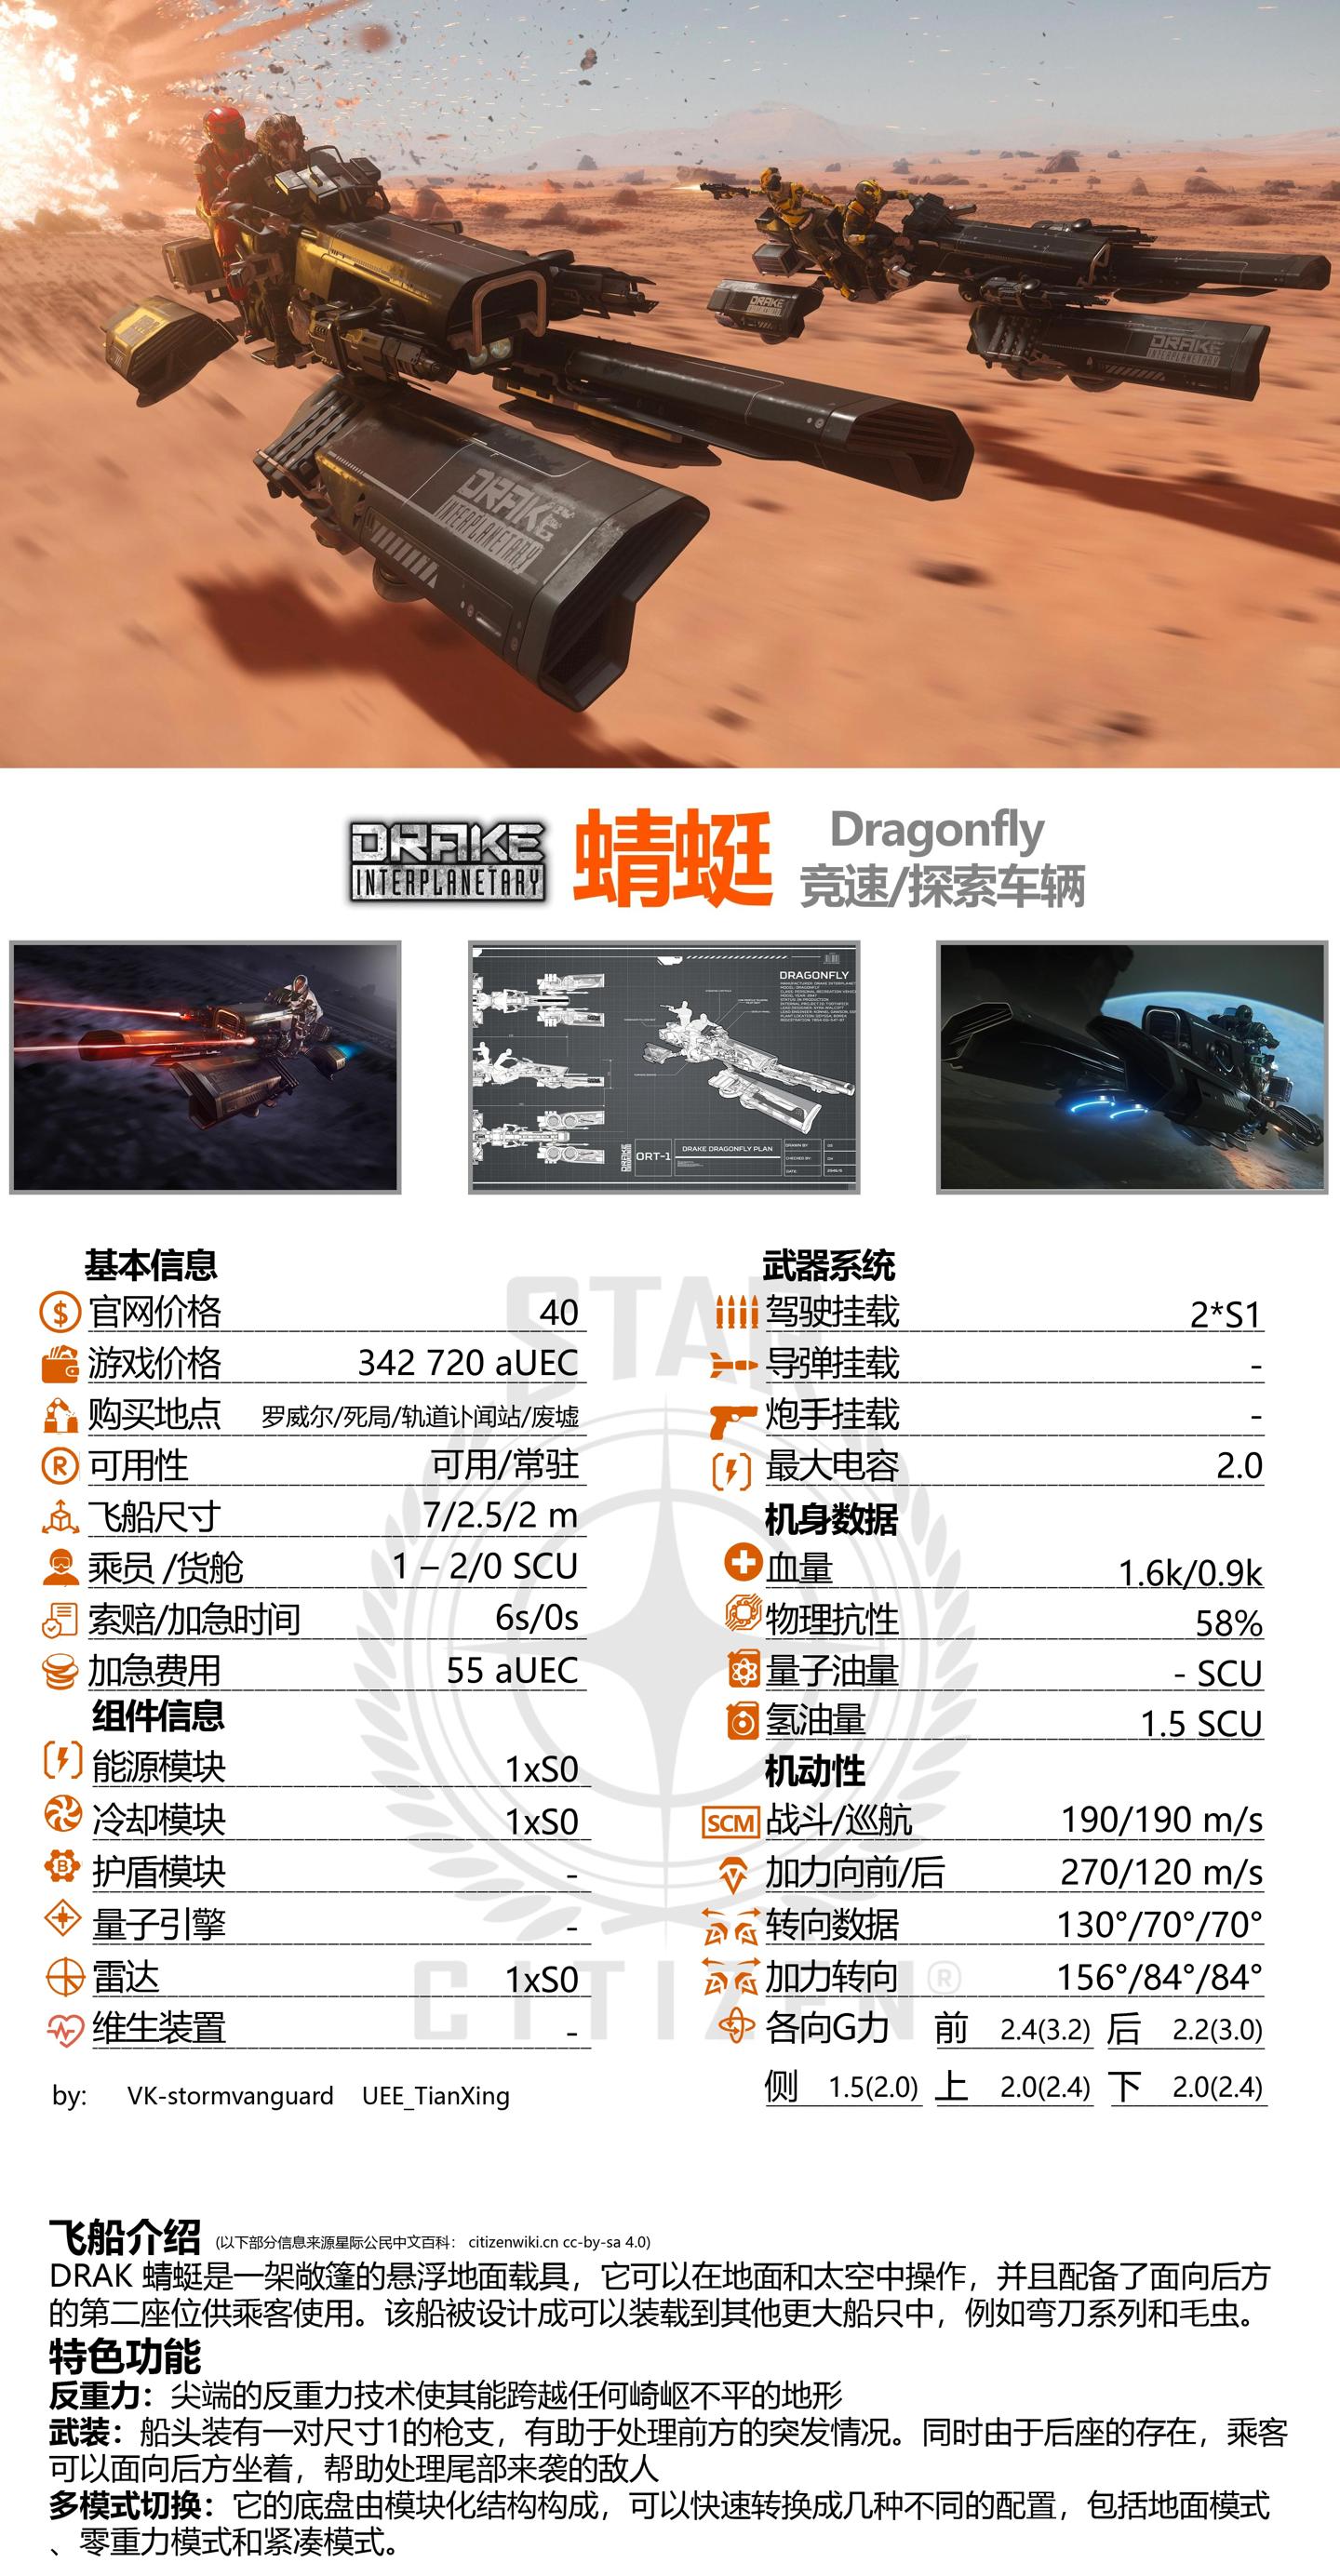 DRAKE
INTERPLANETARY
DRAKE
INTERPLANETARY
DRAKE
INTERPLANETARY
DRAKE
INTERPLANETARY
蜻蜓
Dragonfly
竞速/探索车辆
DRAGONFLY
DRAKE
ORT-1
DRAKE DRAGONFLY PLAN
DRAWN BY
CHECKED BY
DATE
STAR
CITIZEN®
基本信息
官网价格 40
游戏价格 342 720 aUEC
购买地点 罗威尔/死局/轨道讣闻站/废墟
可用性 可用/常驻
飞船尺寸 7/2.5/2 m
乘员 /货舱 1 – 2/0 SCU
索赔/加急时间 6s/0s
加急费用 55 aUEC
组件信息
能源模块 1xS0
冷却模块 1xS0
护盾模块 -
量子引擎 -
雷达 1xS0
维生装置 -
by: VK-stormvanguard UEE_TianXing
武器系统
驾驶挂载 2*S1
导弹挂载 -
炮手挂载 -
最大电容 2.0
机身数据
血量 1.6k/0.9k
物理抗性 58%
量子油量 - SCU
氢油量 1.5 SCU
机动性
SCM 战斗/巡航 190/190 m/s
加力向前/后 270/120 m/s
转向数据 130°/70°/70°
加力转向 156°/84°/84°
各向G力 前 2.4(3.2) 后 2.2(3.0)
侧 1.5(2.0) 上 2.0(2.4) 下 2.0(2.4)
飞船介绍 (以下部分信息来源星际公民中文百科： citizenwiki.cn cc-by-sa 4.0)
DRAK 蜻蜓是一架敞篷的悬浮地面载具，它可以在地面和太空中操作，并且配备了面向后方
的第二座位供乘客使用。该船被设计成可以装载到其他更大船只中，例如弯刀系列和毛虫。
特色功能
反重力：尖端的反重力技术使其能跨越任何崎岖不平的地形
武装：船头装有一对尺寸1的枪支，有助于处理前方的突发情况。同时由于后座的存在，乘客
可以面向后方坐着，帮助处理尾部来袭的敌人
多模式切换：它的底盘由模块化结构构成，可以快速转换成几种不同的配置，包括地面模式
、零重力模式和紧凑模式。